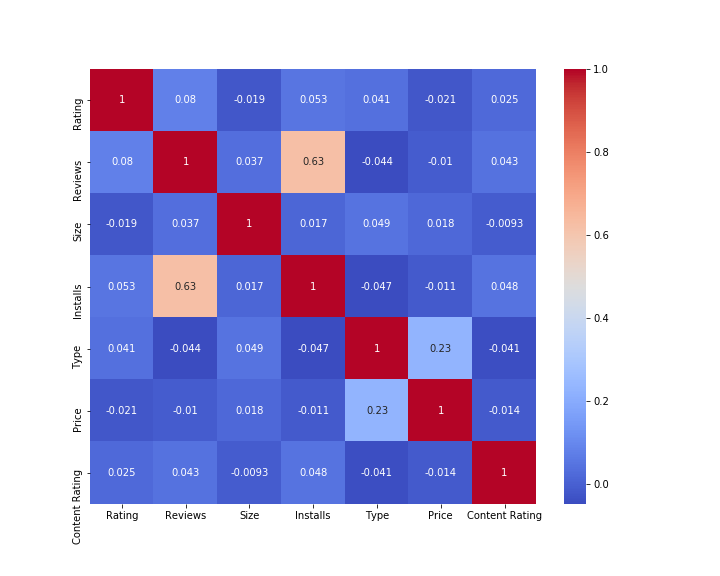 Rating 1 0.08 -0.019 0.053 0.041 -0.021 0.025
Reviews 0.08 1 0.037 0.63 -0.044 -0.01 0.043
Size -0.019 0.037 1 0.017 0.049 0.018 -0.0093
Installs 0.053 0.63 0.017 1 -0.047 -0.011 0.048
Type 0.041 -0.044 0.049 -0.047 1 0.23 -0.041
Price -0.021 -0.01 0.018 -0.011 0.23 1 -0.014
Content Rating 0.025 0.043 -0.0093 0.048 -0.041 -0.014 1
Rating Reviews Size Installs Type Price Content Rating
1.0
0.8
0.6
0.4
0.2
0.0